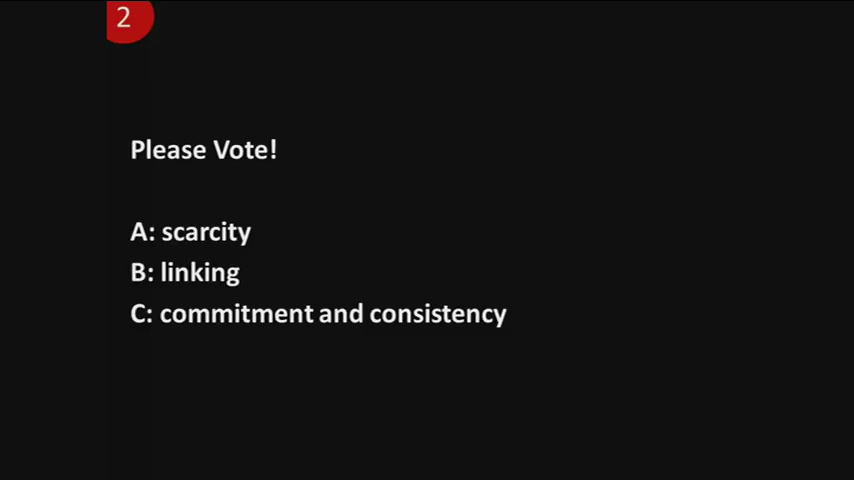 2
Please Vote!
A: scarcity
B: linking
C: commitment and consistency